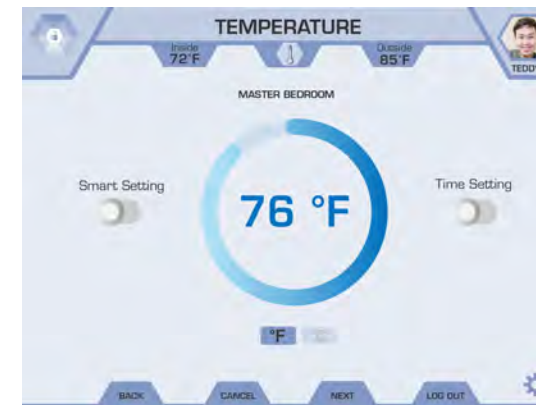 TEMPERATURE
Inside
72°F
Outside
85°F
TEDDY
MASTER BEDROOM
Smart Setting
76 °F
Time Setting
°F
BACK
CANCEL
NEXT
LOG OUT